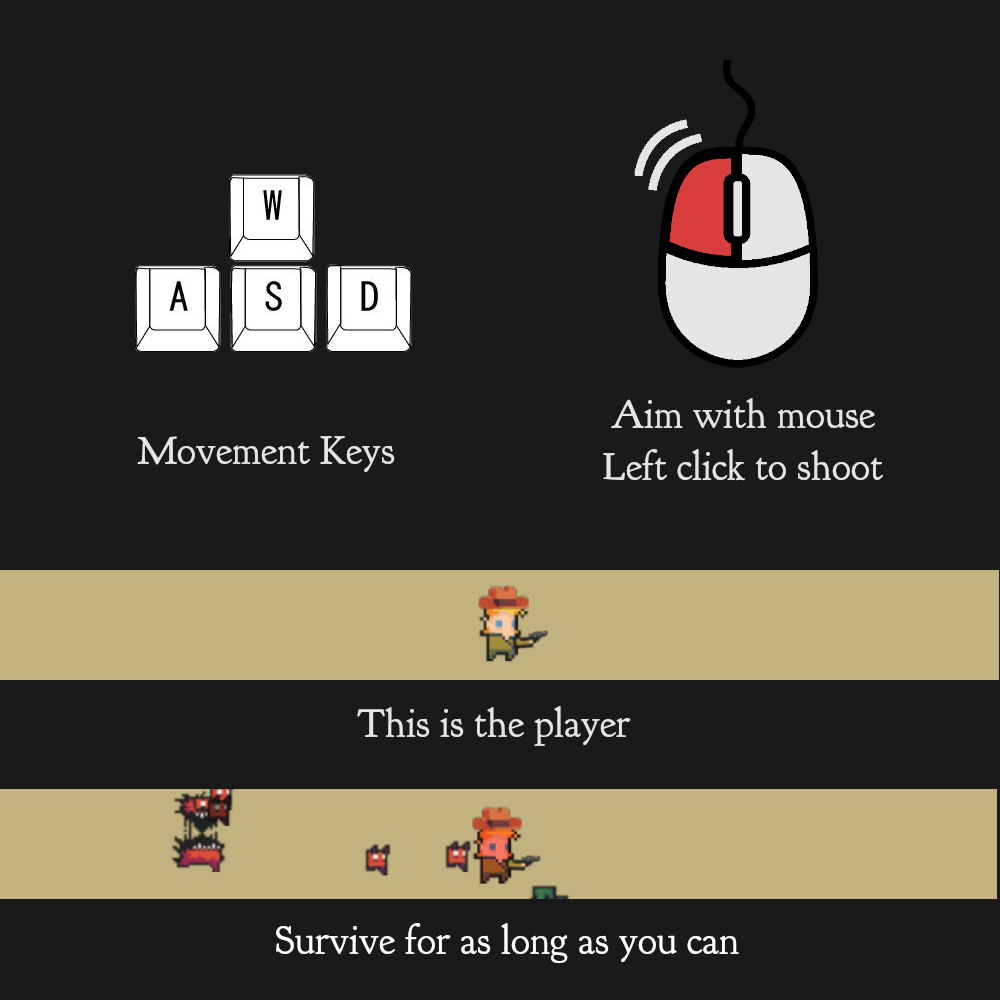 W
A S D
Movement Keys
Aim with mouse
Left click to shoot
This is the player
Survive for as long as you can